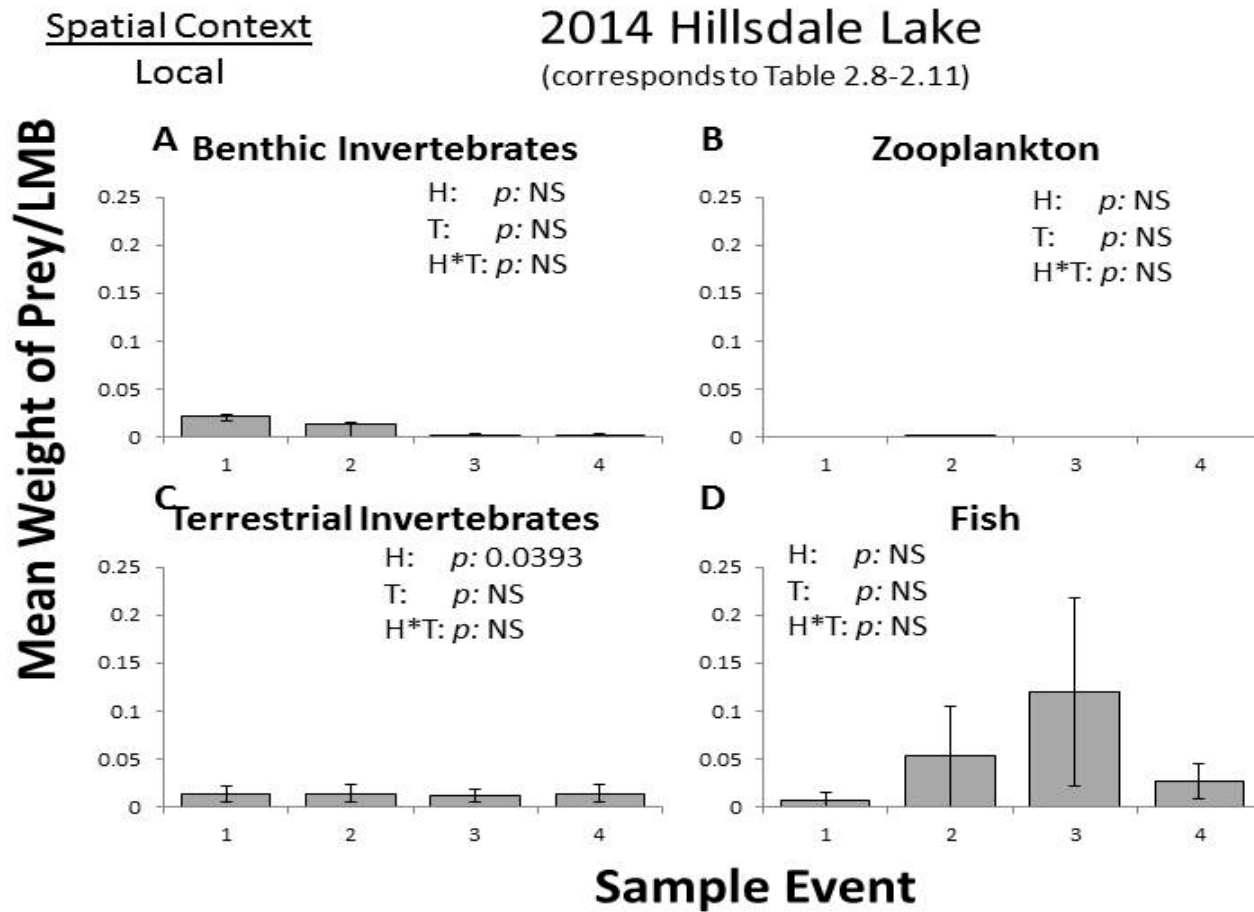 Spatial Context
Local
2014 Hillsdale Lake
(corresponds to Table 2.8-2.11)
Mean Weight of Prey/LMB
A Benthic Invertebrates
H: p: NS
T: p: NS
H*T: p: NS
0.25
0.2
0.15
0.1
0.05
0
1 2 3 4
B Zooplankton
H: p: NS
T: p: NS
H*T: p: NS
0.25
0.2
0.15
0.1
0.05
0
1 2 3 4
C Terrestrial Invertebrates
H: p: 0.0393
T: p: NS
H*T: p: NS
0.25
0.2
0.15
0.1
0.05
0
1 2 3 4
D Fish
H: p: NS
T: p: NS
H*T: p: NS
0.25
0.2
0.15
0.1
0.05
0
1 2 3 4
Sample Event